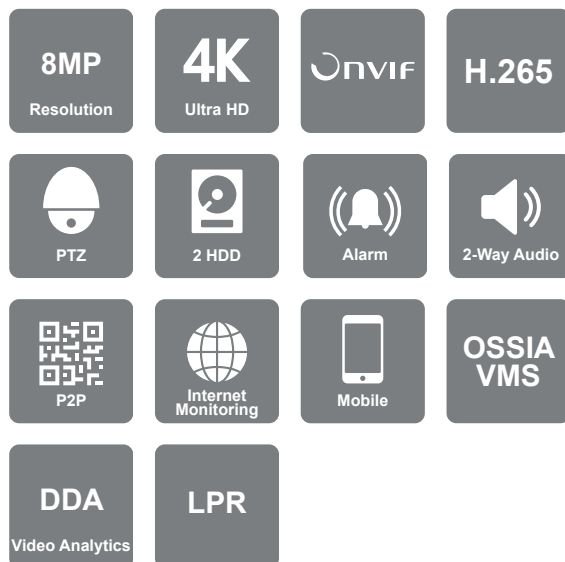 8MP
Resolution
4K
Ultra HD
ONVIF
H.265
PTZ
2 HDD
Alarm
2-Way Audio
P2P
Internet
Monitoring
Mobile
OSSIA
VMS
DDA
Video Analytics
LPR